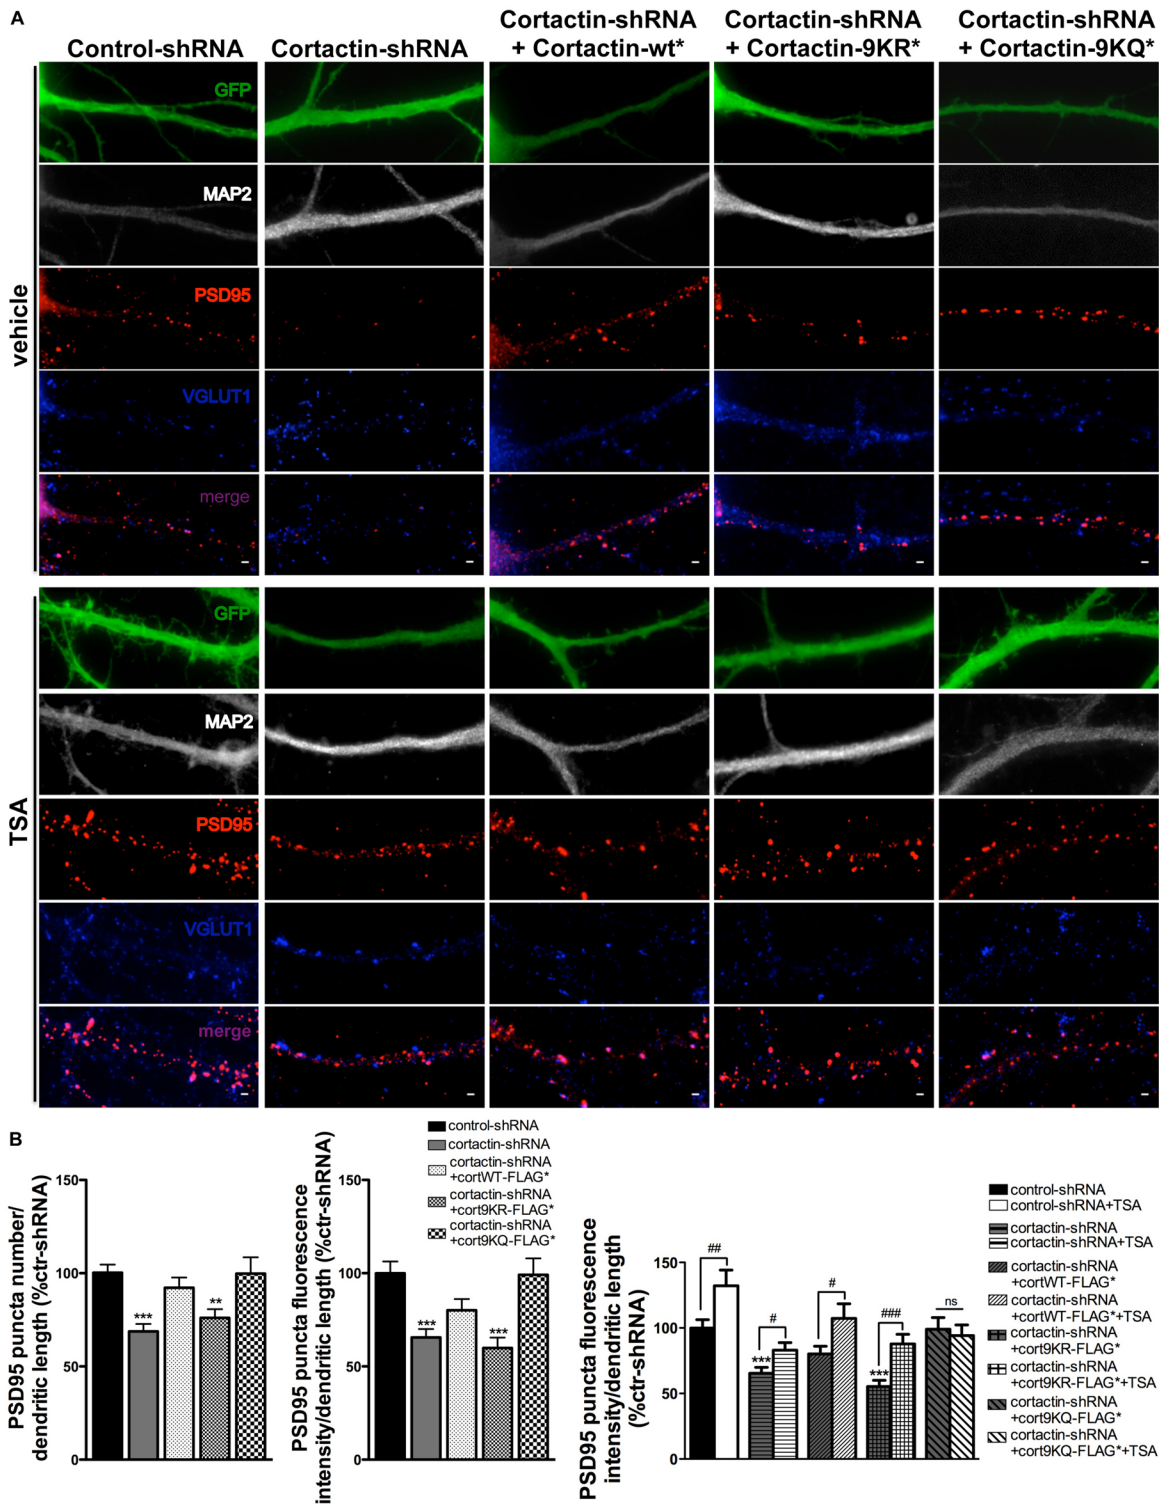 A
Control-shRNA
Cortactin-shRNA
Cortactin-shRNA
+ Cortactin-wt*
Cortactin-shRNA
+ Cortactin-9KR*
Cortactin-shRNA
+ Cortactin-9KQ*
vehicle
GFP
MAP2
PSD95
VGLUT1
merge
TSA
GFP
MAP2
PSD95
VGLUT1
merge
B
PSD95 puncta number/
dendritic length (%ctr-shRNA)
150
100
50
0
***
**
PSD95 puncta fluorescence
intensity/dendritic length (%ctr-shRNA)
150
100
50
0
***
***
control-shRNA
cortactin-shRNA
cortactin-shRNA
+cortWT-FLAG*
cortactin-shRNA
+cort9KR-FLAG*
cortactin-shRNA
+cort9KQ-FLAG*
PSD95 puncta fluorescence
intensity/dendritic length
(%ctr-shRNA)
150
100
50
0
##
#
***
#
###
***
ns
control-shRNA
control-shRNA+TSA
cortactin-shRNA
cortactin-shRNA+TSA
cortactin-shRNA
+cortWT-FLAG*
cortactin-shRNA
+cortWT-FLAG*+TSA
cortactin-shRNA
+cort9KR-FLAG*
cortactin-shRNA
+cort9KR-FLAG*+TSA
cortactin-shRNA
+cort9KQ-FLAG*
cortactin-shRNA
+cort9KQ-FLAG*+TSA